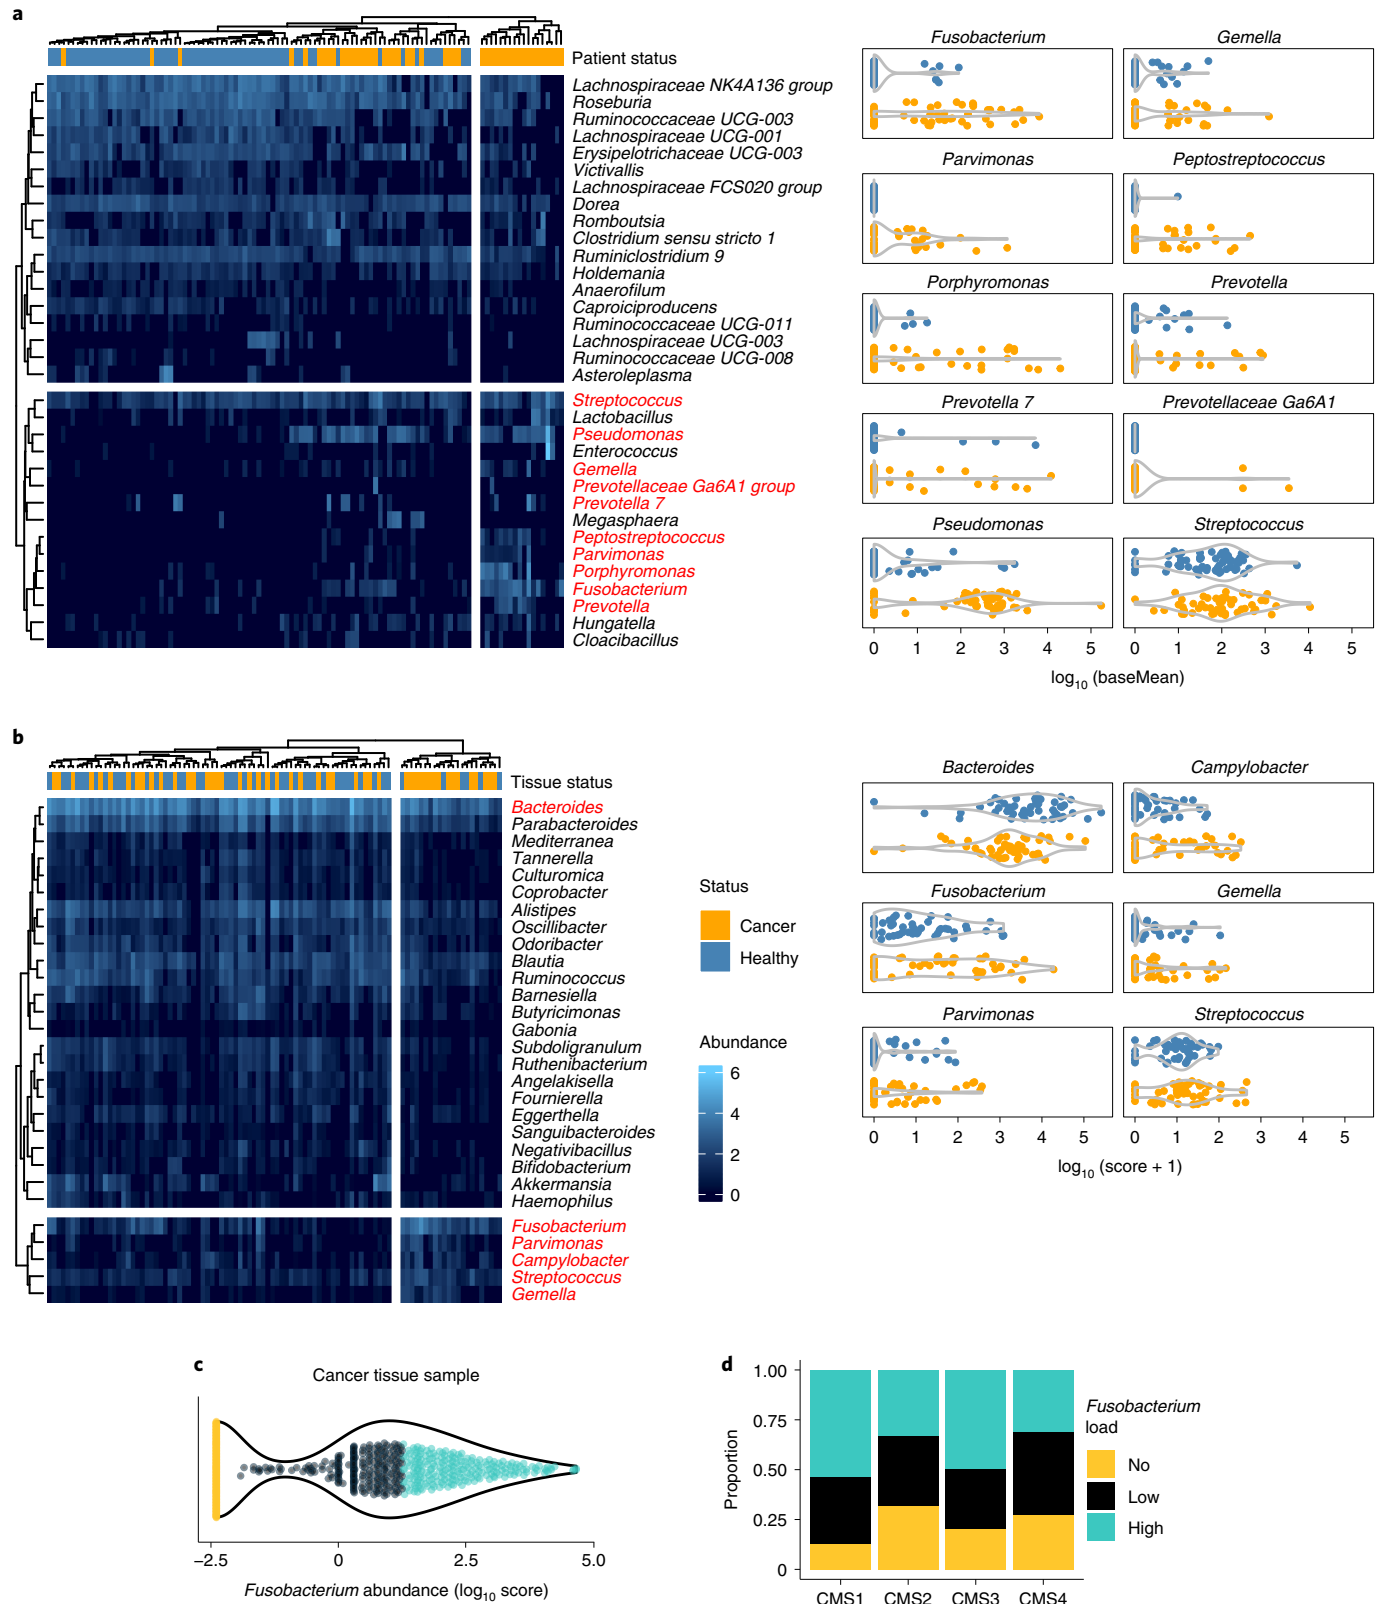 a
Patient status
Lachnospiraceae NK4A136 group
Roseburia
Ruminococcaceae UCG-003
Lachnospiraceae UCG-001
Erysipelotrichaceae UCG-003
Victivallis
Lachnospiraceae FCS020 group
Dorea
Romboutsia
Clostridium sensu stricto 1
Ruminiclostridium 9
Holdemania
Anaerofilum
Caproiciproducens
Ruminococcaceae UCG-011
Lachnospiraceae UCG-003
Ruminococcaceae UCG-008
Asteroleplasma
Streptococcus
Lactobacillus
Pseudomonas
Enterococcus
Gemella
Prevotellaceae Ga6A1 group
Prevotella 7
Megasphaera
Peptostreptococcus
Parvimonas
Porphyromonas
Fusobacterium
Prevotella
Hungatella
Cloacibacillus
Fusobacterium Gemella
Parvimonas Peptostreptococcus
Porphyromonas Prevotella
Prevotella 7 Prevotellaceae Ga6A1
Pseudomonas Streptococcus
0 1 2 3 4 5 0 1 2 3 4 5
log10 (baseMean)
b
Tissue status
Bacteroides
Parabacteroides
Mediterranea
Tannerella
Culturomica
Coprobacter
Alistipes
Oscillibacter
Odoribacter
Blautia
Ruminococcus
Barnesiella
Butyricimonas
Gabonia
Subdoligranulum
Ruthenibacterium
Angelakisella
Fournierella
Eggerthella
Sanguibacteroides
Negativibacillus
Bifidobacterium
Akkermansia
Haemophilus
Fusobacterium
Parvimonas
Campylobacter
Streptococcus
Gemella
Status
Cancer
Healthy
Abundance
6
4
2
0
Bacteroides Campylobacter
Fusobacterium Gemella
Parvimonas Streptococcus
0 1 2 3 4 5 0 1 2 3 4 5
log10 (score + 1)
c
Cancer tissue sample
−2.5 0 2.5 5.0
Fusobacterium abundance (log10 score)
d
Proportion
1.00
0.75
0.50
0.25
0
CMS1 CMS2 CMS3 CMS4
Fusobacterium
load
No
Low
High